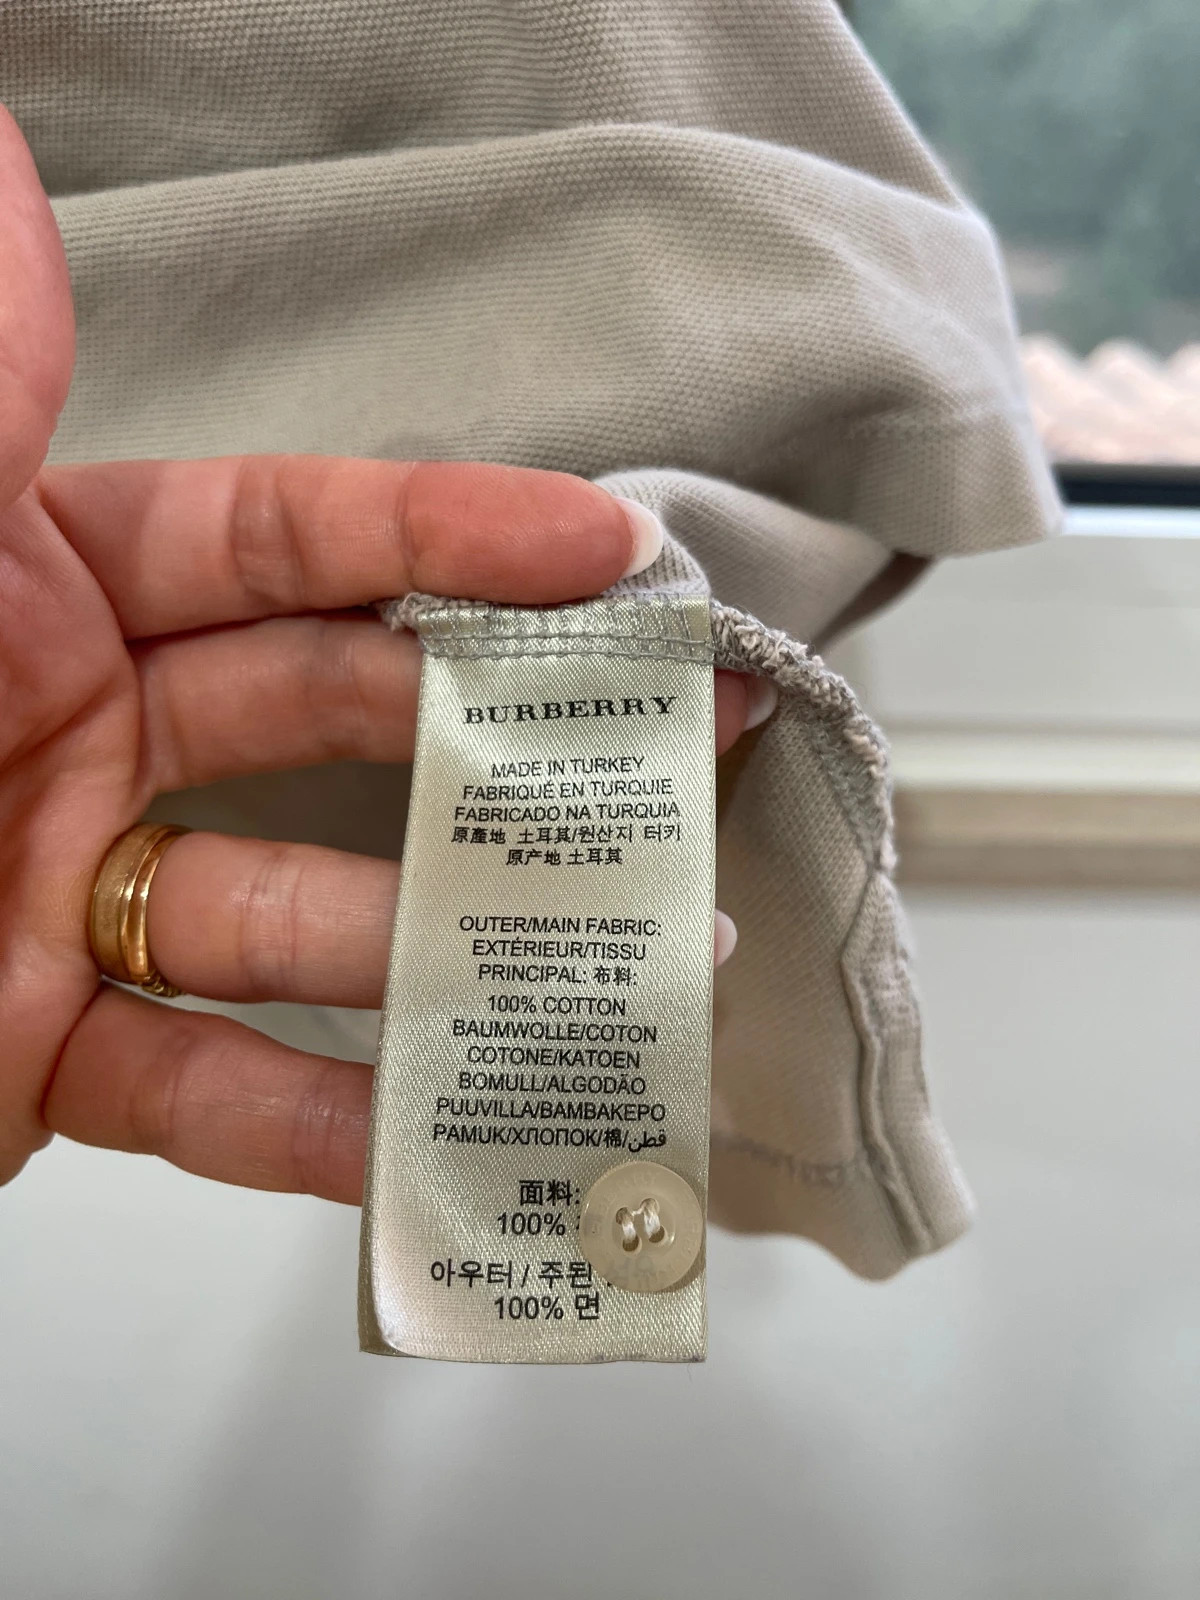 BURBERRY
MADE IN TURKEY
FABRIQUÉ EN TURQUIE
FABRICADO NA TURQUIA
原產地 土耳其/원산지 터키
原产地 土耳其
OUTER/MAIN FABRIC:
EXTÉRIEUR/TISSU
PRINCIPAL: 布料:
100% COTTON
BAUMWOLLE/COTON
COTONE/KATOEN
BOMULL/ALGODÃO
PUUVILLA/ΒΑΜΒΑΚΕΡΟ
PAMUK/ХЛОПОК/棉/قطن
面料:
100%
아우터 / 주된
100% 면